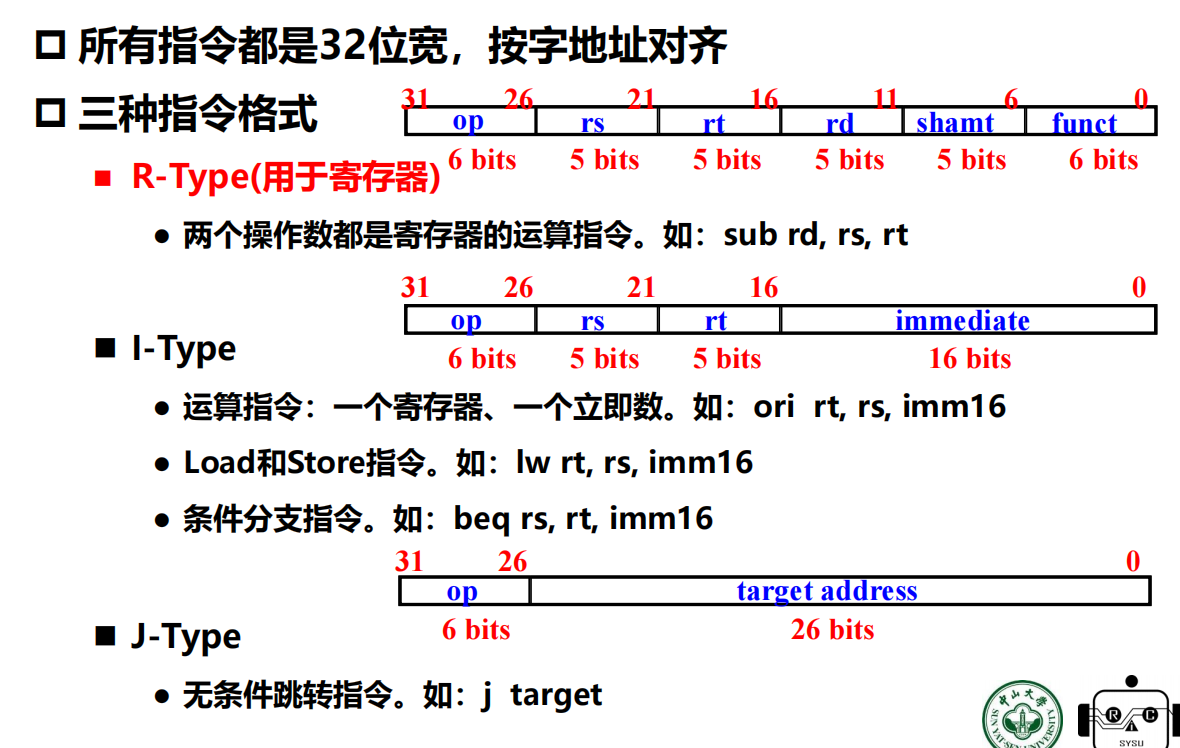 所有指令都是32位宽，按字地址对齐
三种指令格式
31 26 21 16 11 6 0
op rs rt rd shamt funct
6 bits 5 bits 5 bits 5 bits 5 bits 6 bits
R-Type(用于寄存器)
两个操作数都是寄存器的运算指令。如：sub rd, rs, rt
31 26 21 16 0
op rs rt immediate
6 bits 5 bits 5 bits 16 bits
I-Type
运算指令：一个寄存器、一个立即数。如：ori rt, rs, imm16
Load和Store指令。如：lw rt, rs, imm16
条件分支指令。如：beq rs, rt, imm16
31 26 0
op target address
6 bits 26 bits
J-Type
无条件跳转指令。如：j target
中山大学
SUN YAT-SEN UNIVERSITY
R C
SYSU